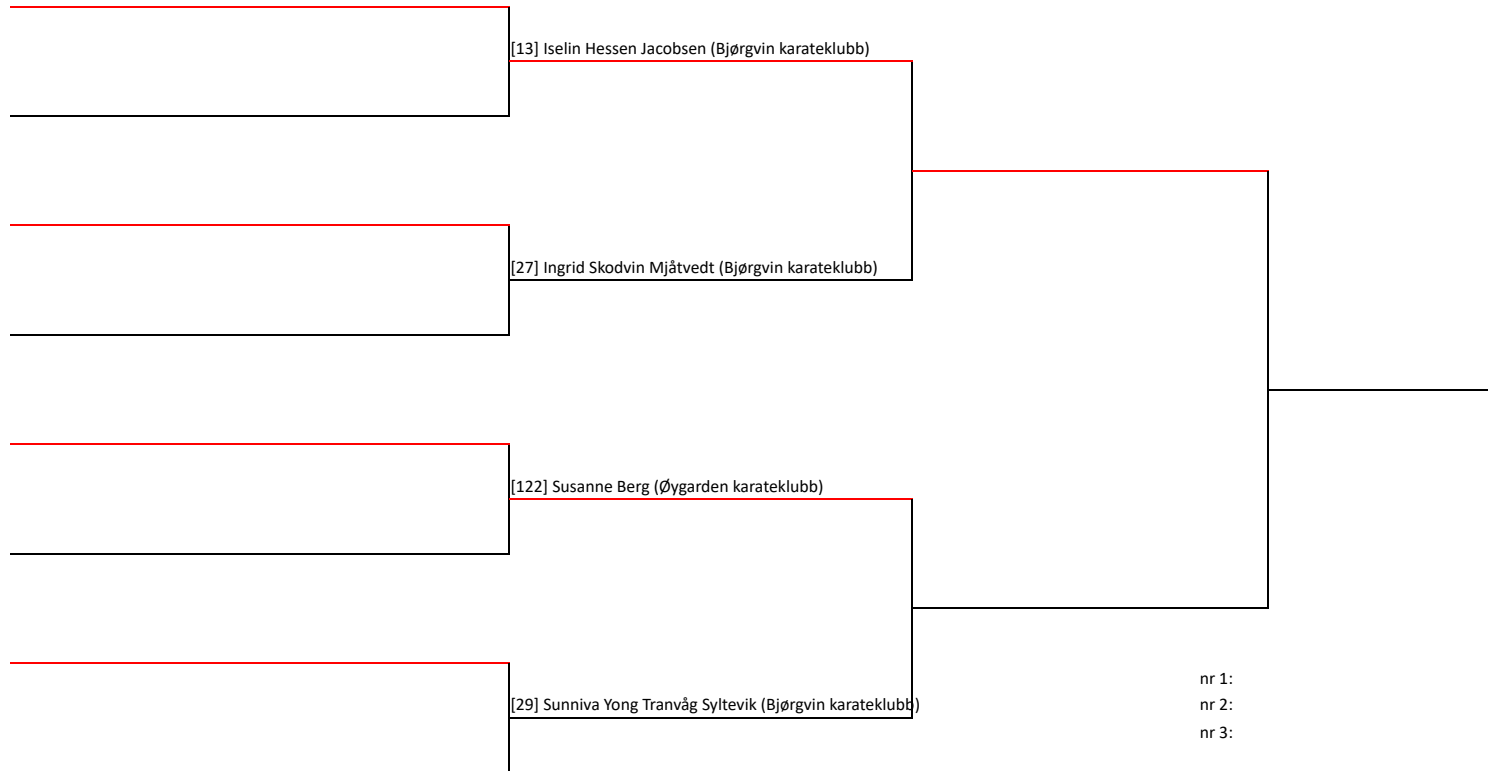 [13] Iselin Hessen Jacobsen (Bjørgvin karateklubb)
[27] Ingrid Skodvin Mjåtvedt (Bjørgvin karateklubb)
[122] Susanne Berg (Øygarden karateklubb)
[29] Sunniva Yong Tranvåg Syltevik (Bjørgvin karateklubb)
nr 1:
nr 2:
nr 3: